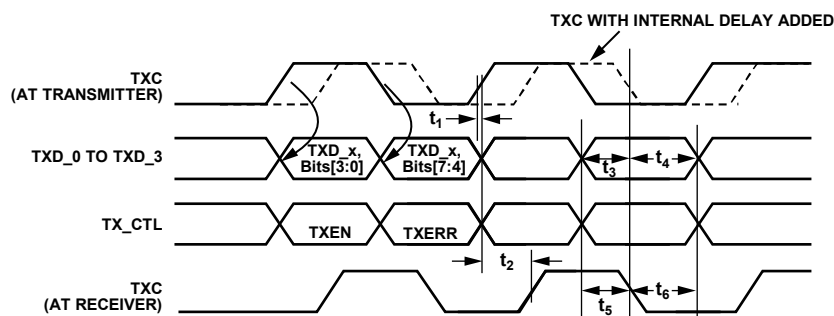 TXC WITH INTERNAL DELAY ADDED
TXC
(AT TRANSMITTER)
t1
TXD_0 TO TXD_3
TXD_x,
Bits[3:0]
TXD_x,
Bits[7:4]
t3
t4
TX_CTL
TXEN
TXERR
t2
TXC
(AT RECEIVER)
t5
t6